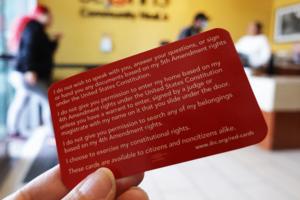 Community Hub
I do not wish to speak with you, answer your questions, or sign
or hand you any documents based on my 5th Amendment rights
under the United States Constitution.
I do not give you permission to enter my home based on my
4th Amendment rights under the United States Constitution
unless you have a warrant to enter, signed by a judge or
magistrate with my name on it that you slide under the door.
I do not give you permission to search any of my belongings
based on my 4th Amendment rights.
I choose to exercise my constitutional rights.
These cards are available to citizens and noncitizens alike.
www.ilrc.org/red-cards